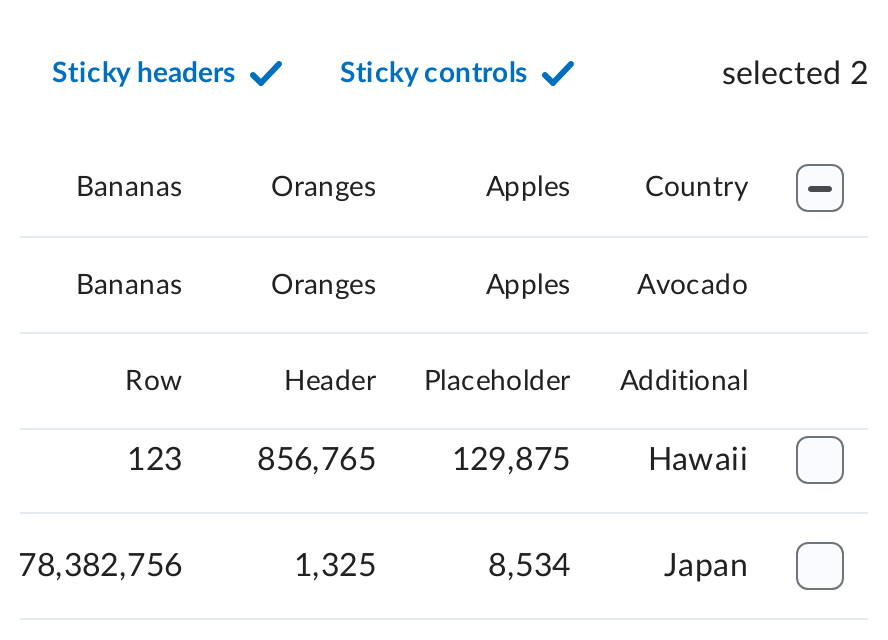 Sticky headers Sticky controls selected 2
Bananas Oranges Apples Country
Bananas Oranges Apples Avocado
Row Header Placeholder Additional
123 856,765 129,875 Hawaii
78,382,756 1,325 8,534 Japan